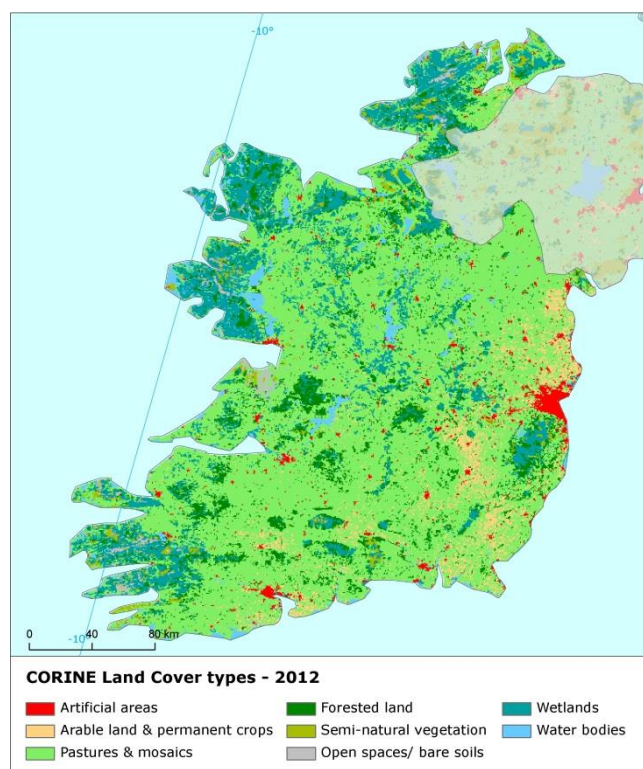 -10°
-10°
0 40 80 km
CORINE Land Cover types - 2012
Artificial areas
Arable land & permanent crops
Pastures & mosaics
Forested land
Semi-natural vegetation
Open spaces/ bare soils
Wetlands
Water bodies